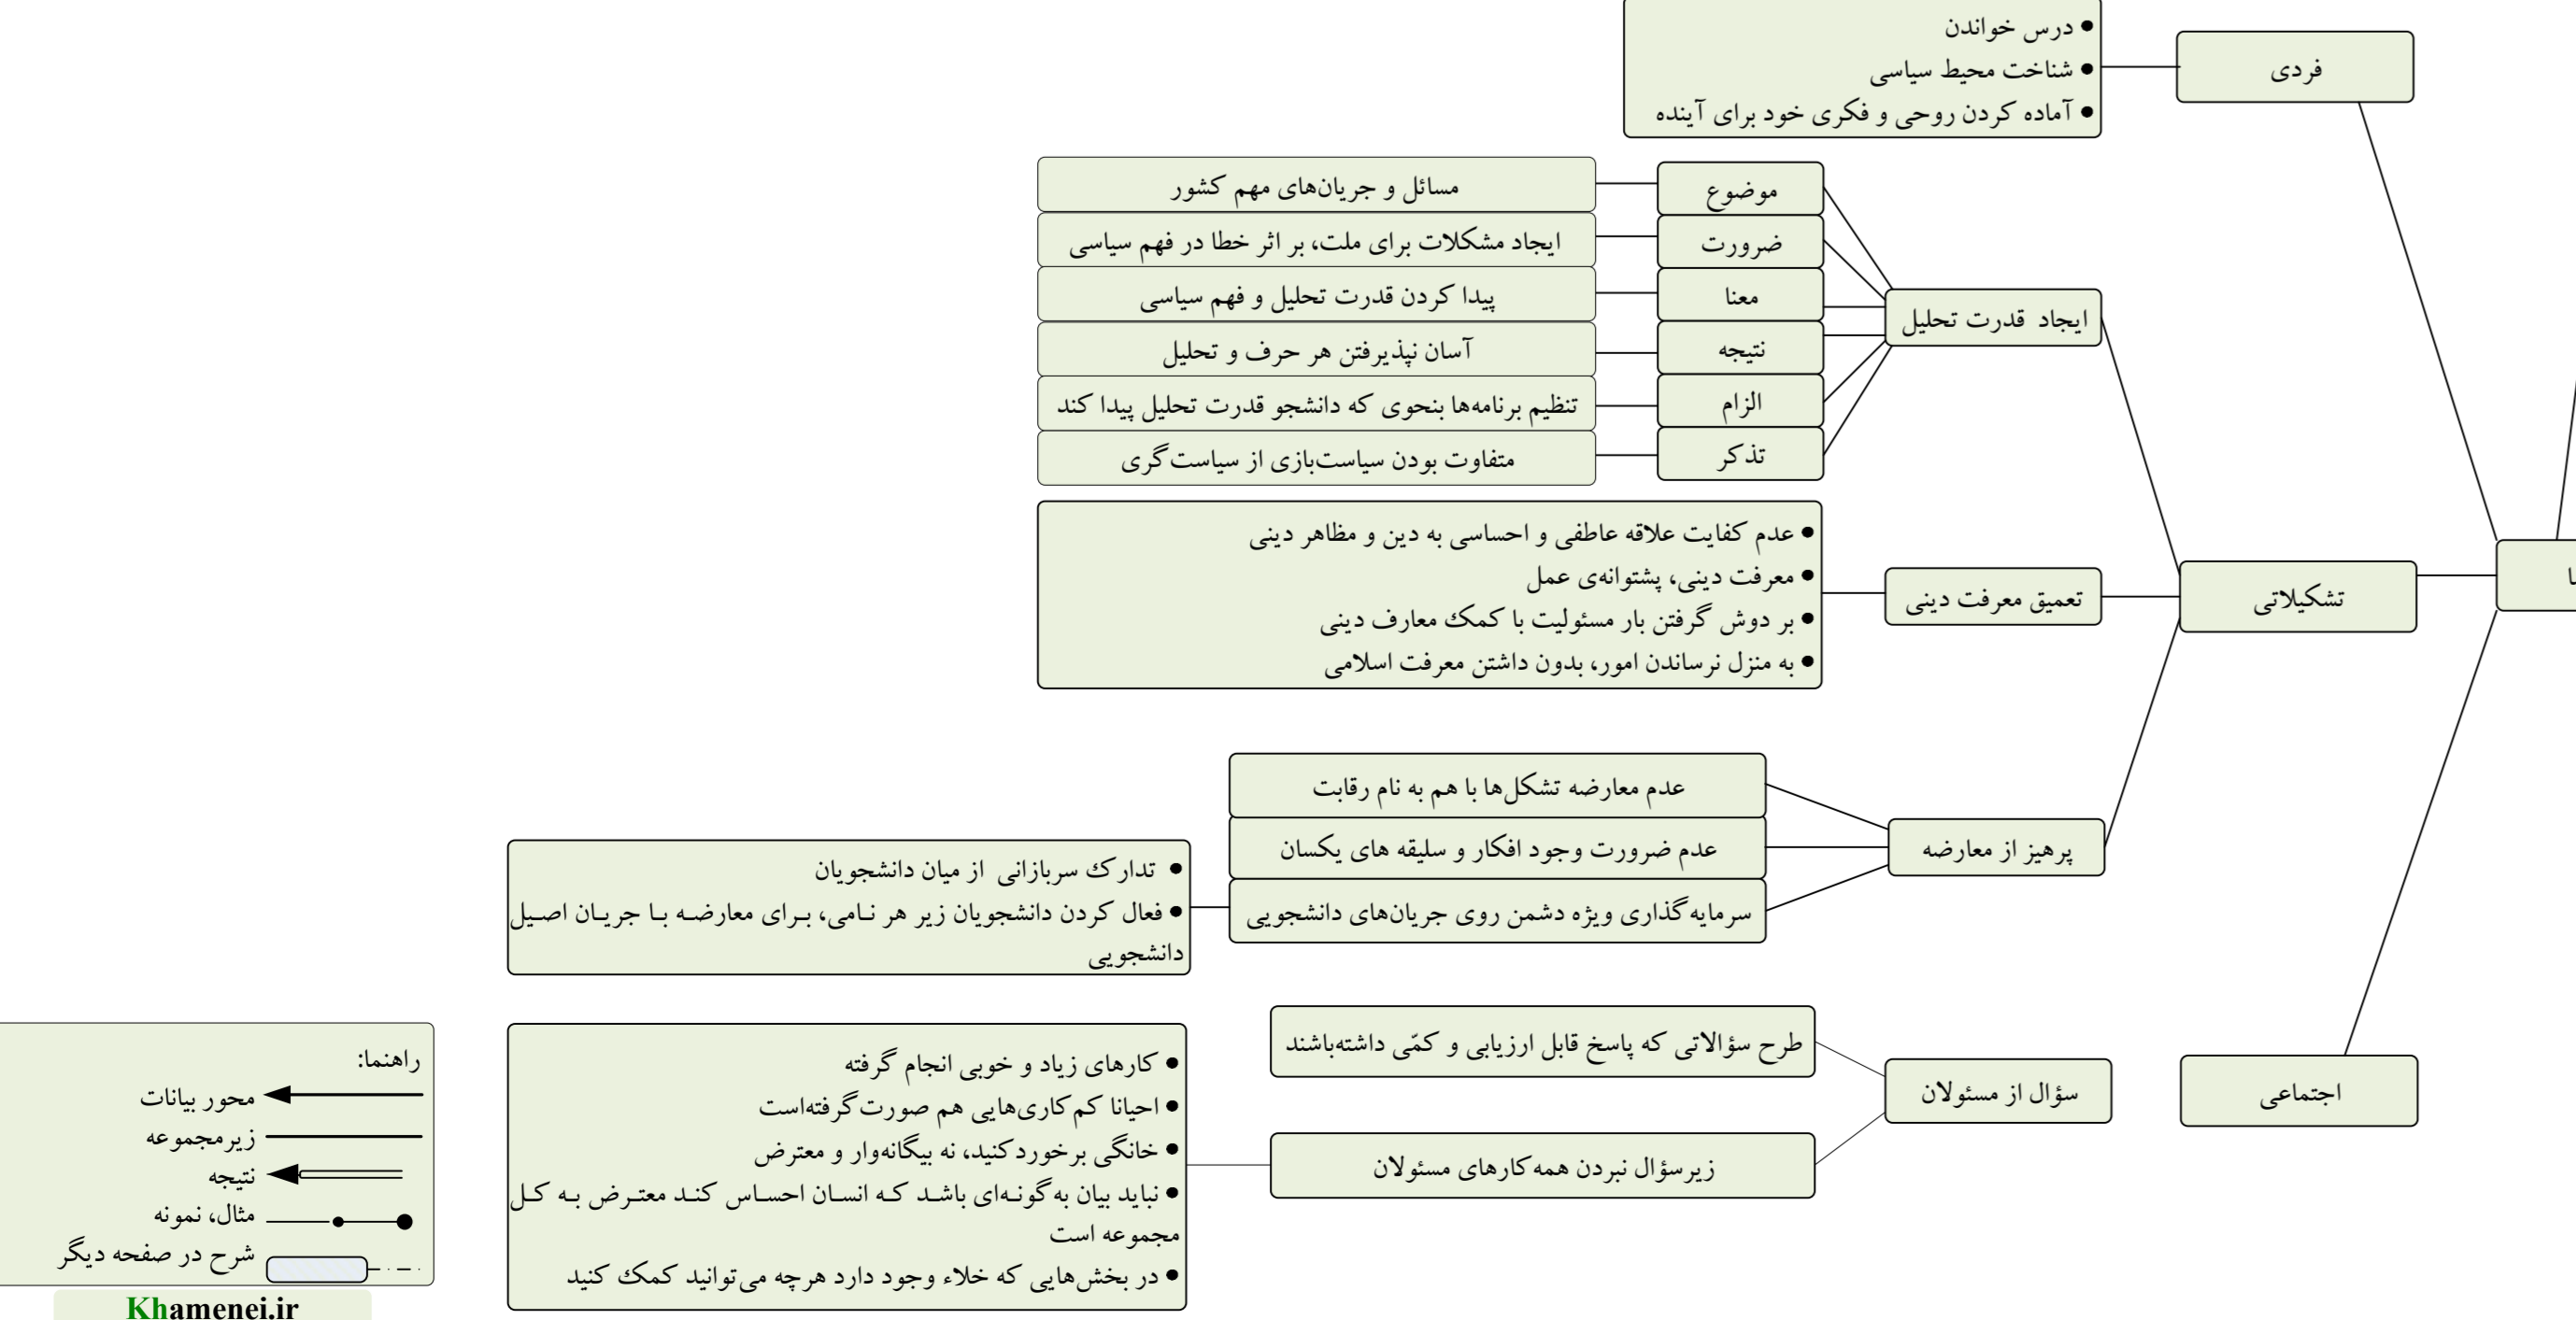 فردی
● درس خواندن
● شناخت محیط سیاسی
● آماده کردن روحی و فکری خود برای آینده
تشکیلاتی
ایجاد قدرت تحلیل
موضوع
مسائل و جریان‌های مهم کشور
ضرورت
ایجاد مشکلات برای ملت، بر اثر خطا در فهم سیاسی
معنا
پیدا کردن قدرت تحلیل و فهم سیاسی
نتیجه
آسان نپذیرفتن هر حرف و تحلیل
الزام
تنظیم برنامه‌ها بنحوی که دانشجو قدرت تحلیل پیدا کند
تذکر
متفاوت بودن سیاست‌بازی از سیاست‌گری
تعمیق معرفت دینی
● عدم کفایت علاقه عاطفی و احساسی به دین و مظاهر دینی
● معرفت دینی، پشتوانه‌ی عمل
● بر دوش گرفتن بار مسئولیت با کمک معارف دینی
● به منزل نرساندن امور، بدون داشتن معرفت اسلامی
پرهیز از معارضه
عدم معارضه تشکل‌ها با هم به نام رقابت
عدم ضرورت وجود افکار و سلیقه های یکسان
سرمایه‌گذاری ویژه دشمن روی جریان‌های دانشجویی
● تدارک سربازانی از میان دانشجویان
● فعال کردن دانشجویان زیر هر نامی، برای معارضه با جریان اصیل
دانشجویی
اجتماعی
سؤال از مسئولان
طرح سؤالاتی که پاسخ قابل ارزیابی و کمّی داشته‌باشند
زیرسؤال نبردن همه‌کارهای مسئولان
● کارهای زیاد و خوبی انجام گرفته
● احیانا کم‌کاری‌هایی هم صورت‌گرفته‌است
● خانگی برخوردکنید، نه بیگانه‌وار و معترض
● نباید بیان به‌گونه‌ای باشد که انسان احساس کند معترض به کل
مجموعه است
● در بخش‌هایی که خلاء وجود دارد هرچه می‌توانید کمک کنید
راهنما:
محور بیانات
زیرمجموعه
نتیجه
مثال، نمونه
شرح در صفحه دیگر
Khamenei.ir